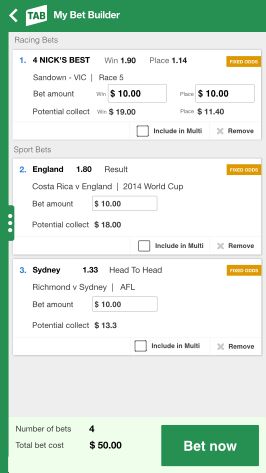 TAB My Bet Builder
Racing Bets
1. 4 NICK'S BEST Win 1.90 Place 1.14 FIXED ODDS
Sandown - VIC | Race 5
Bet amount Win $ 10.00 Place $ 10.00
Potential collect Win $ 19.00 Place $ 11.40
Include in Multi Remove
Sport Bets
2. England 1.80 Result FIXED ODDS
Costa Rica v England | 2014 World Cup
Bet amount $ 10.00
Potential collect $ 18.00
Include in Multi Remove
3. Sydney 1.33 Head To Head FIXED ODDS
Richmond v Sydney | AFL
Bet amount $ 10.00
Potential collect $ 13.3
Include in Multi Remove
Number of bets 4
Total bet cost $ 50.00
Bet now